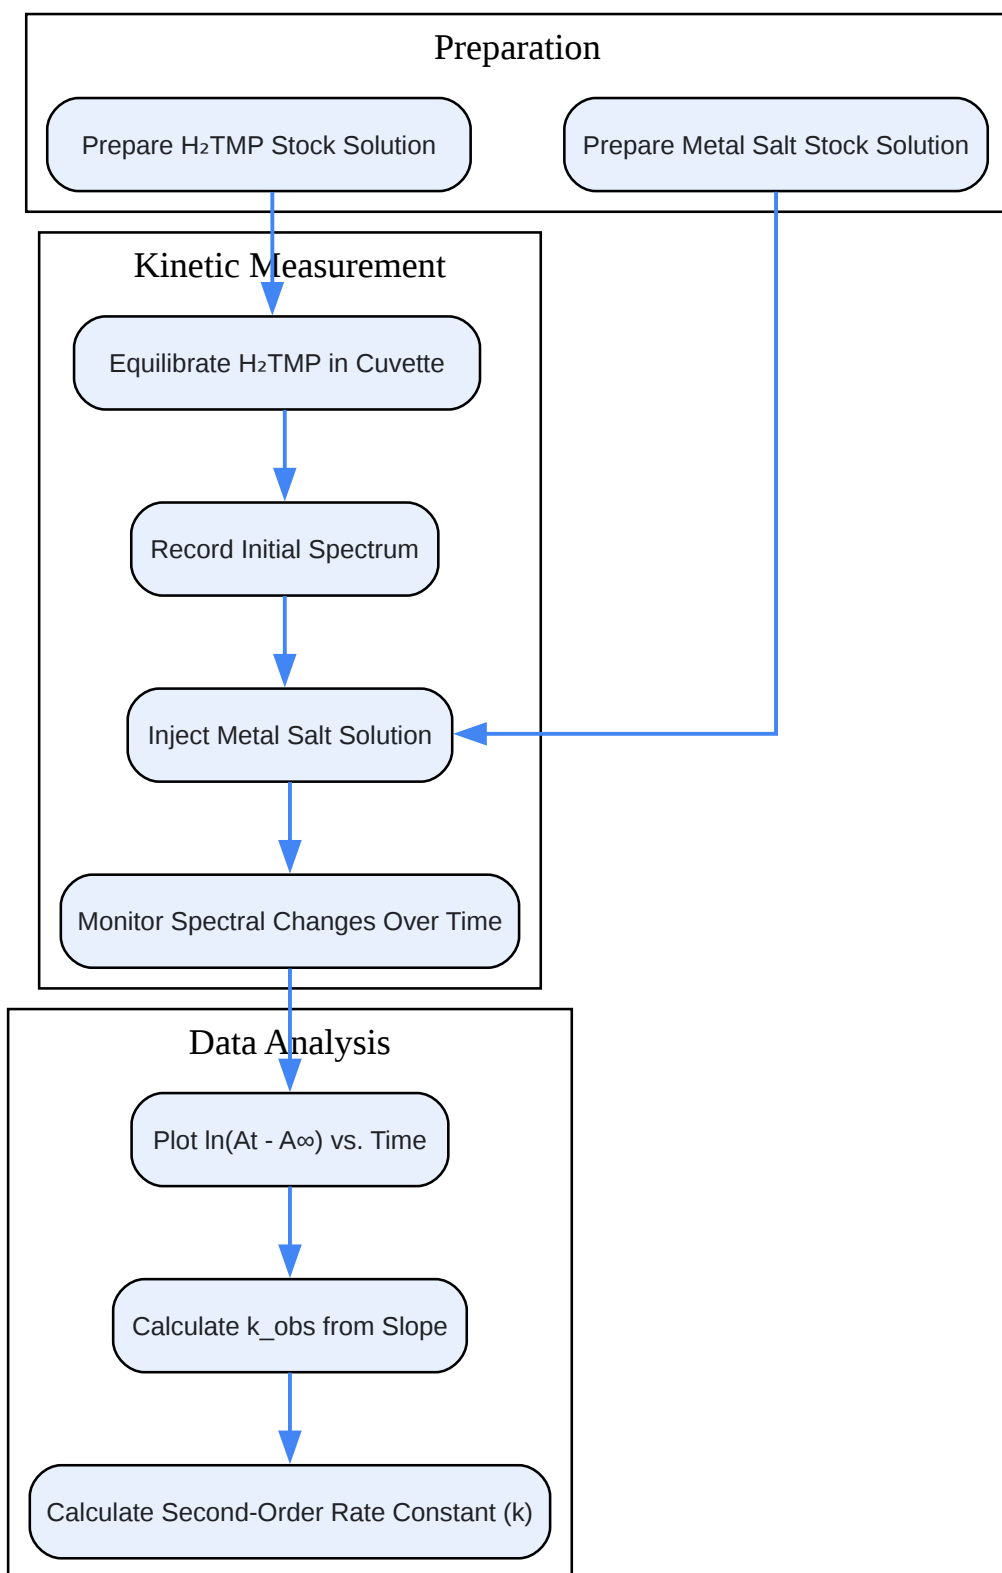 Preparation
Prepare H₂TMP Stock Solution
Prepare Metal Salt Stock Solution
Kinetic Measurement
Equilibrate H₂TMP in Cuvette
Record Initial Spectrum
Inject Metal Salt Solution
Monitor Spectral Changes Over Time
Data Analysis
Plot ln(At - A∞) vs. Time
Calculate k_obs from Slope
Calculate Second-Order Rate Constant (k)